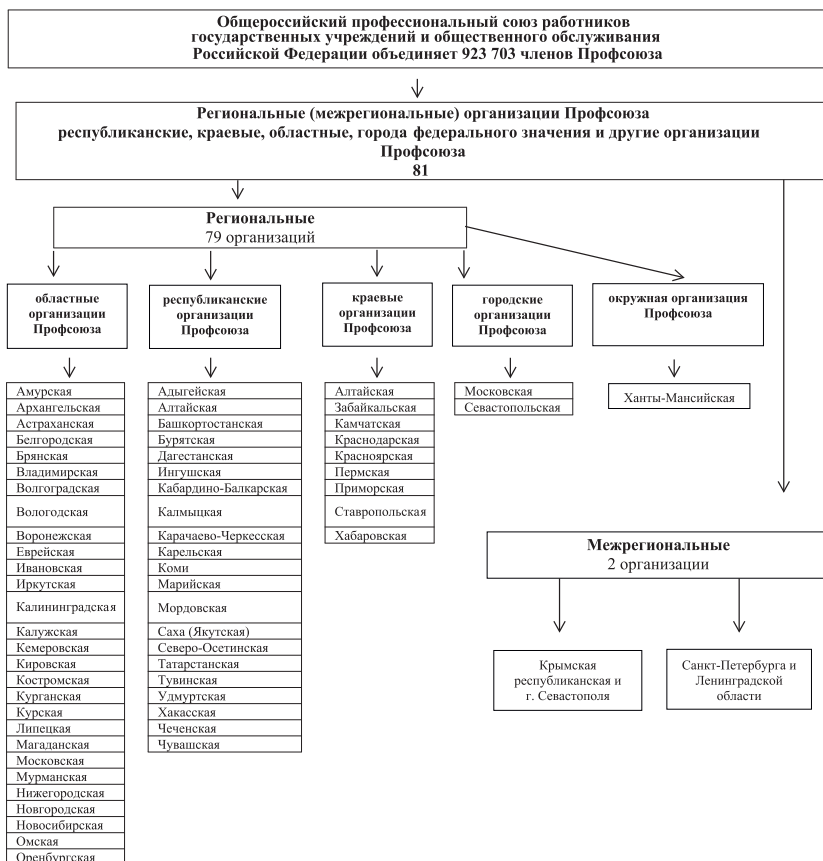 Общероссийский профессиональный союз работников
государственных учреждений и общественного обслуживания
Российской Федерации объединяет 923 703 членов Профсоюза
Региональные (межрегиональные) организации Профсоюза
республиканские, краевые, областные, города федерального значения и другие организации
Профсоюза
81
Региональные
79 организаций
областные
организации
Профсоюза
республиканские
организации
Профсоюза
краевые
организации
Профсоюза
городские
организации
Профсоюза
окружная организация
Профсоюза
Амурская
Архангельская
Астраханская
Белгородская
Брянская
Владимирская
Волгоградская
Вологодская
Воронежская
Еврейская
Ивановская
Иркутская
Калининградская
Калужская
Кемеровская
Кировская
Костромская
Курганская
Курская
Липецкая
Магаданская
Московская
Мурманская
Нижегородская
Новгородская
Новосибирская
Омская
Оренбургская
Адыгейская
Алтайская
Башкортостанская
Бурятская
Дагестанская
Ингушская
Кабардино-Балкарская
Калмыцкая
Карачаево-Черкесская
Карельская
Коми
Марийская
Мордовская
Саха (Якутская)
Северо-Осетинская
Татарстанская
Тувинская
Удмуртская
Хакасская
Чеченская
Чувашская
Алтайская
Забайкальская
Камчатская
Краснодарская
Красноярская
Пермская
Приморская
Ставропольская
Хабаровская
Московская
Севастопольская
Ханты-Мансийская
Межрегиональные
2 организации
Крымская
республиканская и
г. Севастополя
Санкт-Петербурга и
Ленинградской
области